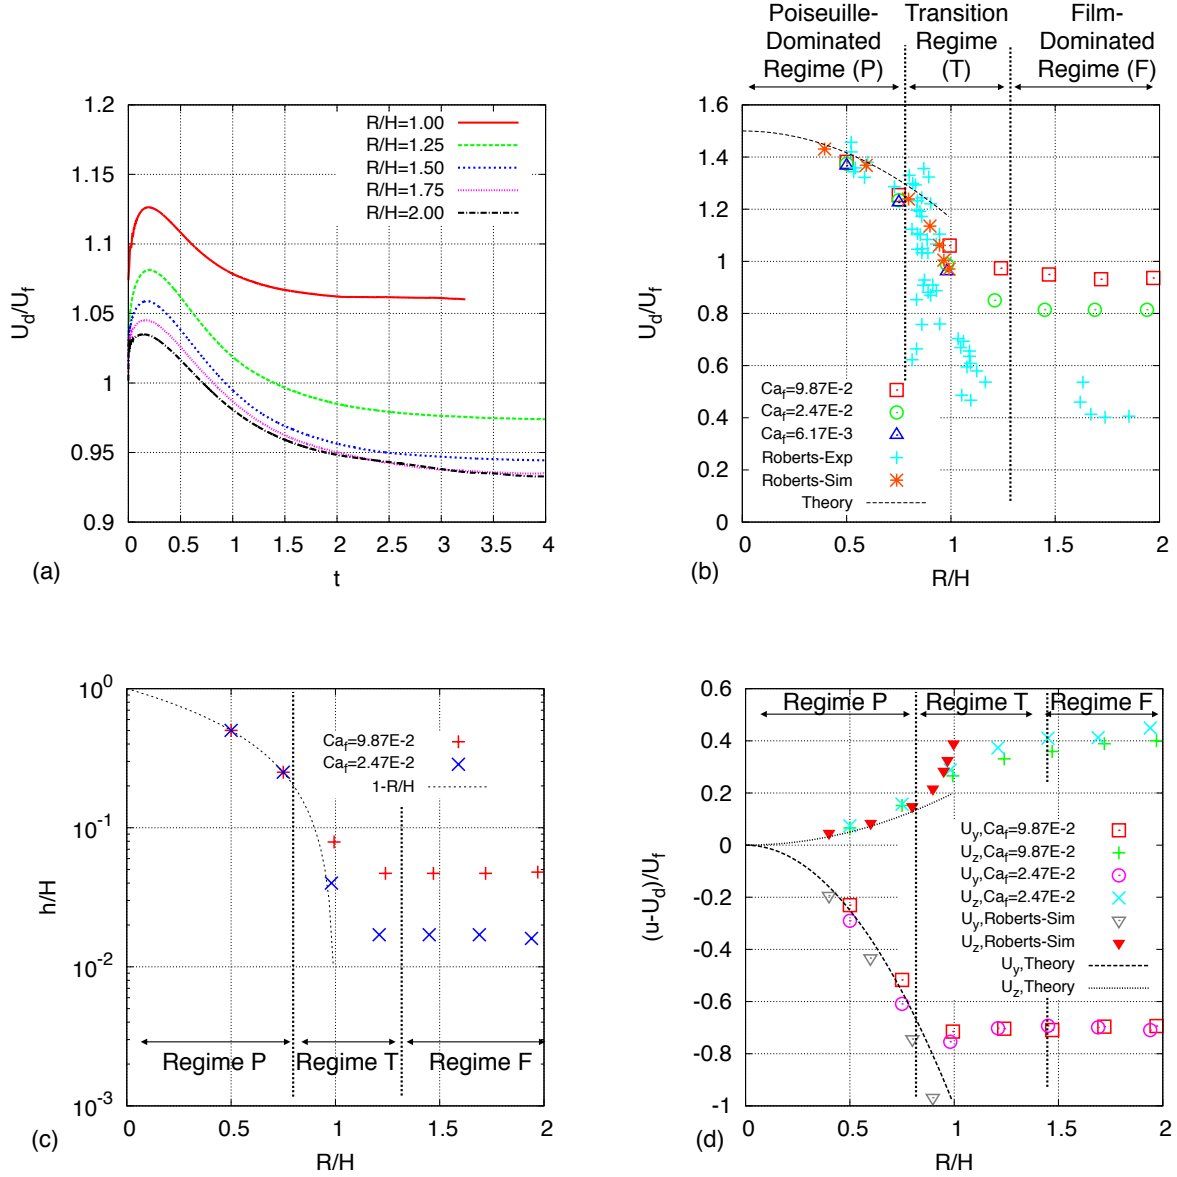 Poiseuille-
Dominated
Regime (P)
Transition
Regime
(T)
Film-
Dominated
Regime (F)
1.2
1.15
1.1
1.05
1
0.95
0.9
U_d/U_f
R/H=1.00
R/H=1.25
R/H=1.50
R/H=1.75
R/H=2.00
0 0.5 1 1.5 2 2.5 3 3.5 4
t
(a)
1.6
1.4
1.2
1
0.8
0.6
0.4
0.2
0
U_d/U_f
Ca_f=9.87E-2
Ca_f=2.47E-2
Ca_f=6.17E-3
Roberts-Exp
Roberts-Sim
Theory
0 0.5 1 1.5 2
R/H
(b)
10^0
10^-1
10^-2
10^-3
h/H
Ca_f=9.87E-2
Ca_f=2.47E-2
1-R/H
Regime P
Regime T
Regime F
0 0.5 1 1.5 2
R/H
(c)
0.6
0.4
0.2
0
-0.2
-0.4
-0.6
-0.8
-1
(u-U_d)/U_f
Regime P
Regime T
Regime F
U_y,Ca_f=9.87E-2
U_z,Ca_f=9.87E-2
U_y,Ca_f=2.47E-2
U_z,Ca_f=2.47E-2
U_y,Roberts-Sim
U_z,Roberts-Sim
U_y,Theory
U_z,Theory
0 0.5 1 1.5 2
R/H
(d)